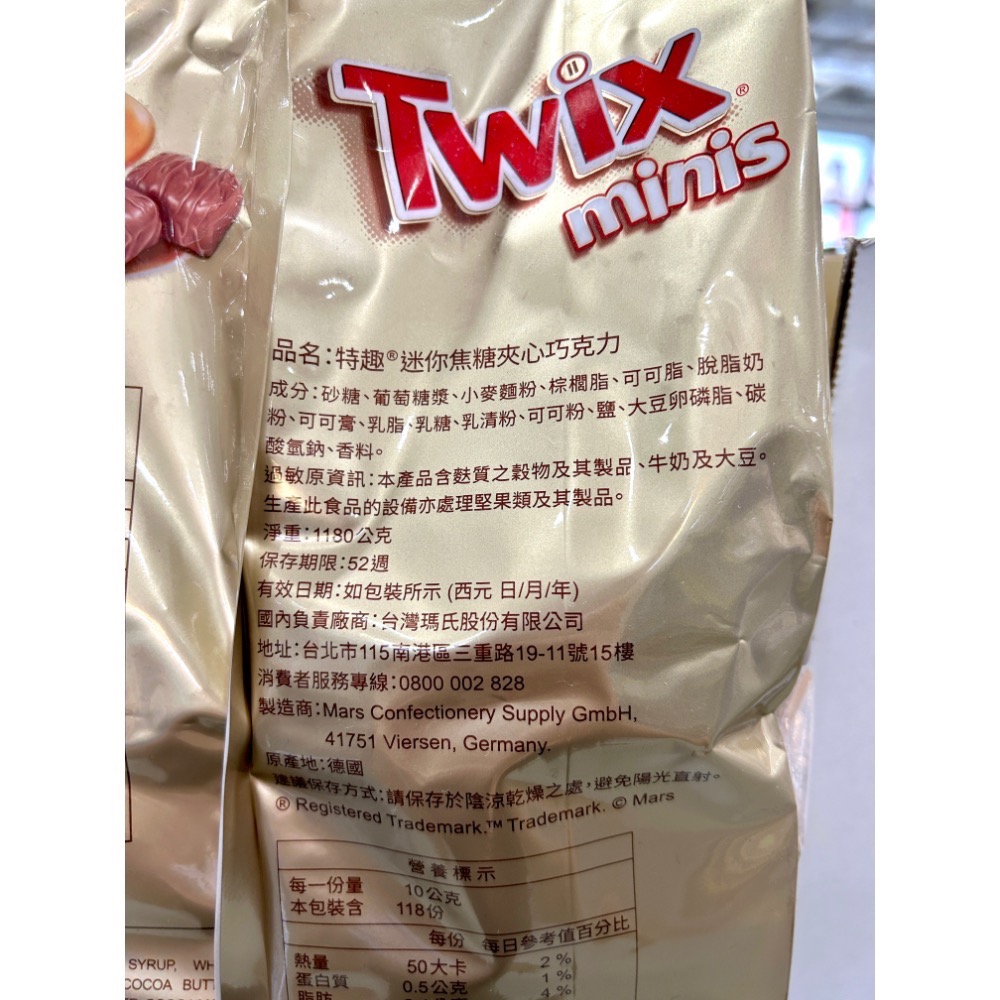 Twix®
minis
品名：特趣®迷你焦糖夾心巧克力
成分：砂糖、葡萄糖漿、小麥麵粉、棕櫚脂、可可脂、脫脂奶
粉、可可膏、乳脂、乳糖、乳清粉、可可粉、鹽、大豆卵磷脂、碳
酸氫鈉、香料。
過敏原資訊：本產品含麩質之穀物及其製品、牛奶及大豆。
生產此食品的設備亦處理堅果類及其製品。
淨重：1180公克
保存期限：52週
有效日期：如包裝所示 (西元 日/月/年)
國內負責廠商：台灣瑪氏股份有限公司
地址：台北市115南港區三重路19-11號15樓
消費者服務專線：0800 002 828
製造商：Mars Confectionery Supply GmbH,
41751 Viersen, Germany.
原產地：德國
建議保存方式：請保存於陰涼乾燥之處，避免陽光直射。
® Registered Trademark.™ Trademark. © Mars
營養標示
每一份量 10公克
本包裝含 118份
每份 每日參考值百分比
熱量 50大卡 2%
蛋白質 0.5公克 1%
脂肪 4%
SYRUP, WH
COCOA BUTT